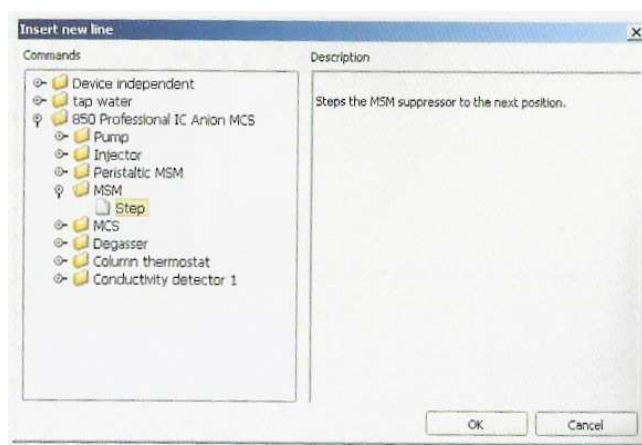 Insert new line
Commands
Description
Device independent
tap water
850 Professional IC Anion MCS
Pump
Injector
Peristaltic MSM
MSM
Step
MCS
Degasser
Column thermostat
Conductivity detector 1
Steps the MSM suppressor to the next position.
OK
Cancel